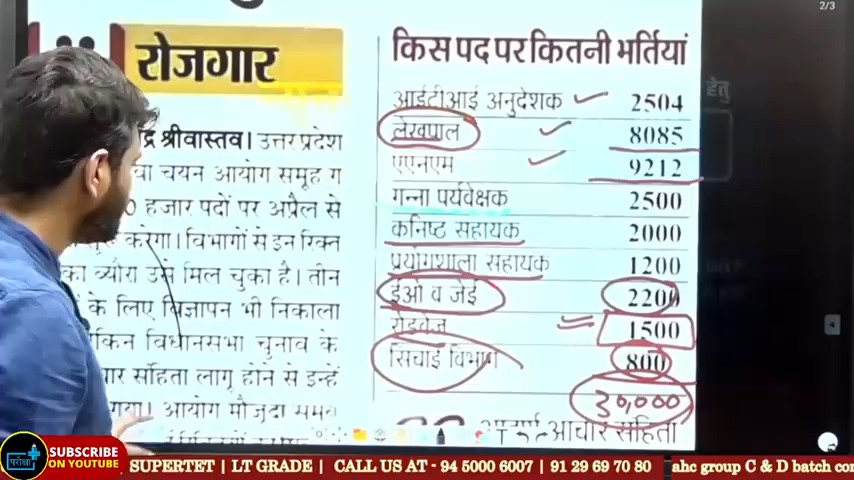 2/3
रोजगार
द्र श्रीवास्तव। उत्तर प्रदेश
वा चयन आयोग समूह ग
0 हजार पदों पर अप्रैल से
करेगा। विभागों से इन रिक्त
का ब्यौरा उसे मिल चुका है। तीन
के लिए विज्ञापन भी निकाला
किन विधानसभा चुनाव के
संहिता लागू होने से इन्हें
गया। आयोग मौजूदा समय
किस पद पर कितनी भर्तियां
आईटीआई अनुदेशक 2504
लेखपाल 8085
एएनएम 9212
गन्ना पर्यवेक्षक 2500
कनिष्ट सहायक 2000
प्रयोगशाला सहायक 1200
ईओ व जेई 2200
रोडवेज 1500
सिंचाई विभाग 800
30,000
आचार संहिता
हेतु
परीक्षा
SUBSCRIBE
ON YOUTUBE
SUPERTET | LT GRADE | CALL US AT - 94 5000 6007 | 91 29 69 70 80 ahc group C & D batch com